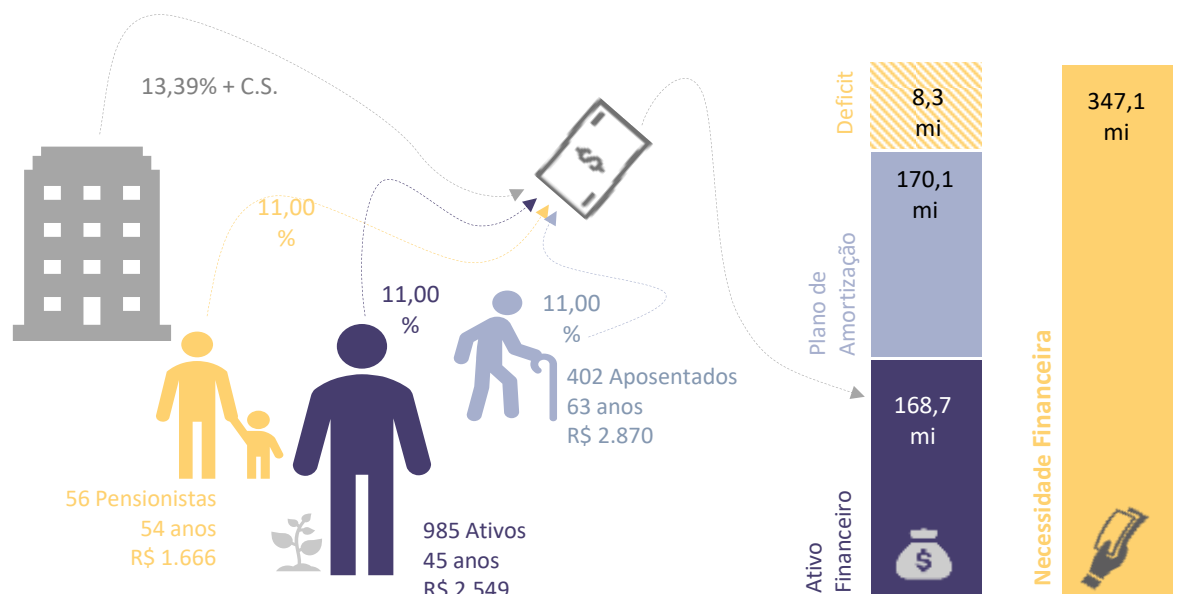 13,39% + C.S.
11,00
%
11,00
%
11,00
%
56 Pensionistas
54 anos
R$ 1.666
985 Ativos
45 anos
R$ 2.549
402 Aposentados
63 anos
R$ 2.870
$
Deficit
8,3
mi
Plano de
Amortização
170,1
mi
Ativo
Financeiro
168,7
mi
$
Necessidade Financeira
347,1
mi